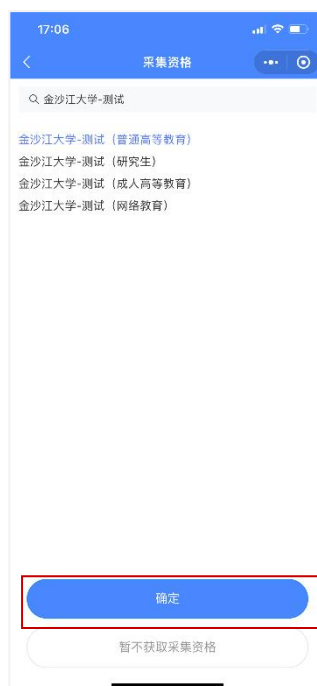 17:06
采集资格
金沙江大学-测试
金沙江大学-测试（普通高等教育）
金沙江大学-测试（研究生）
金沙江大学-测试（成人高等教育）
金沙江大学-测试（网络教育）
确定
暂不获取采集资格